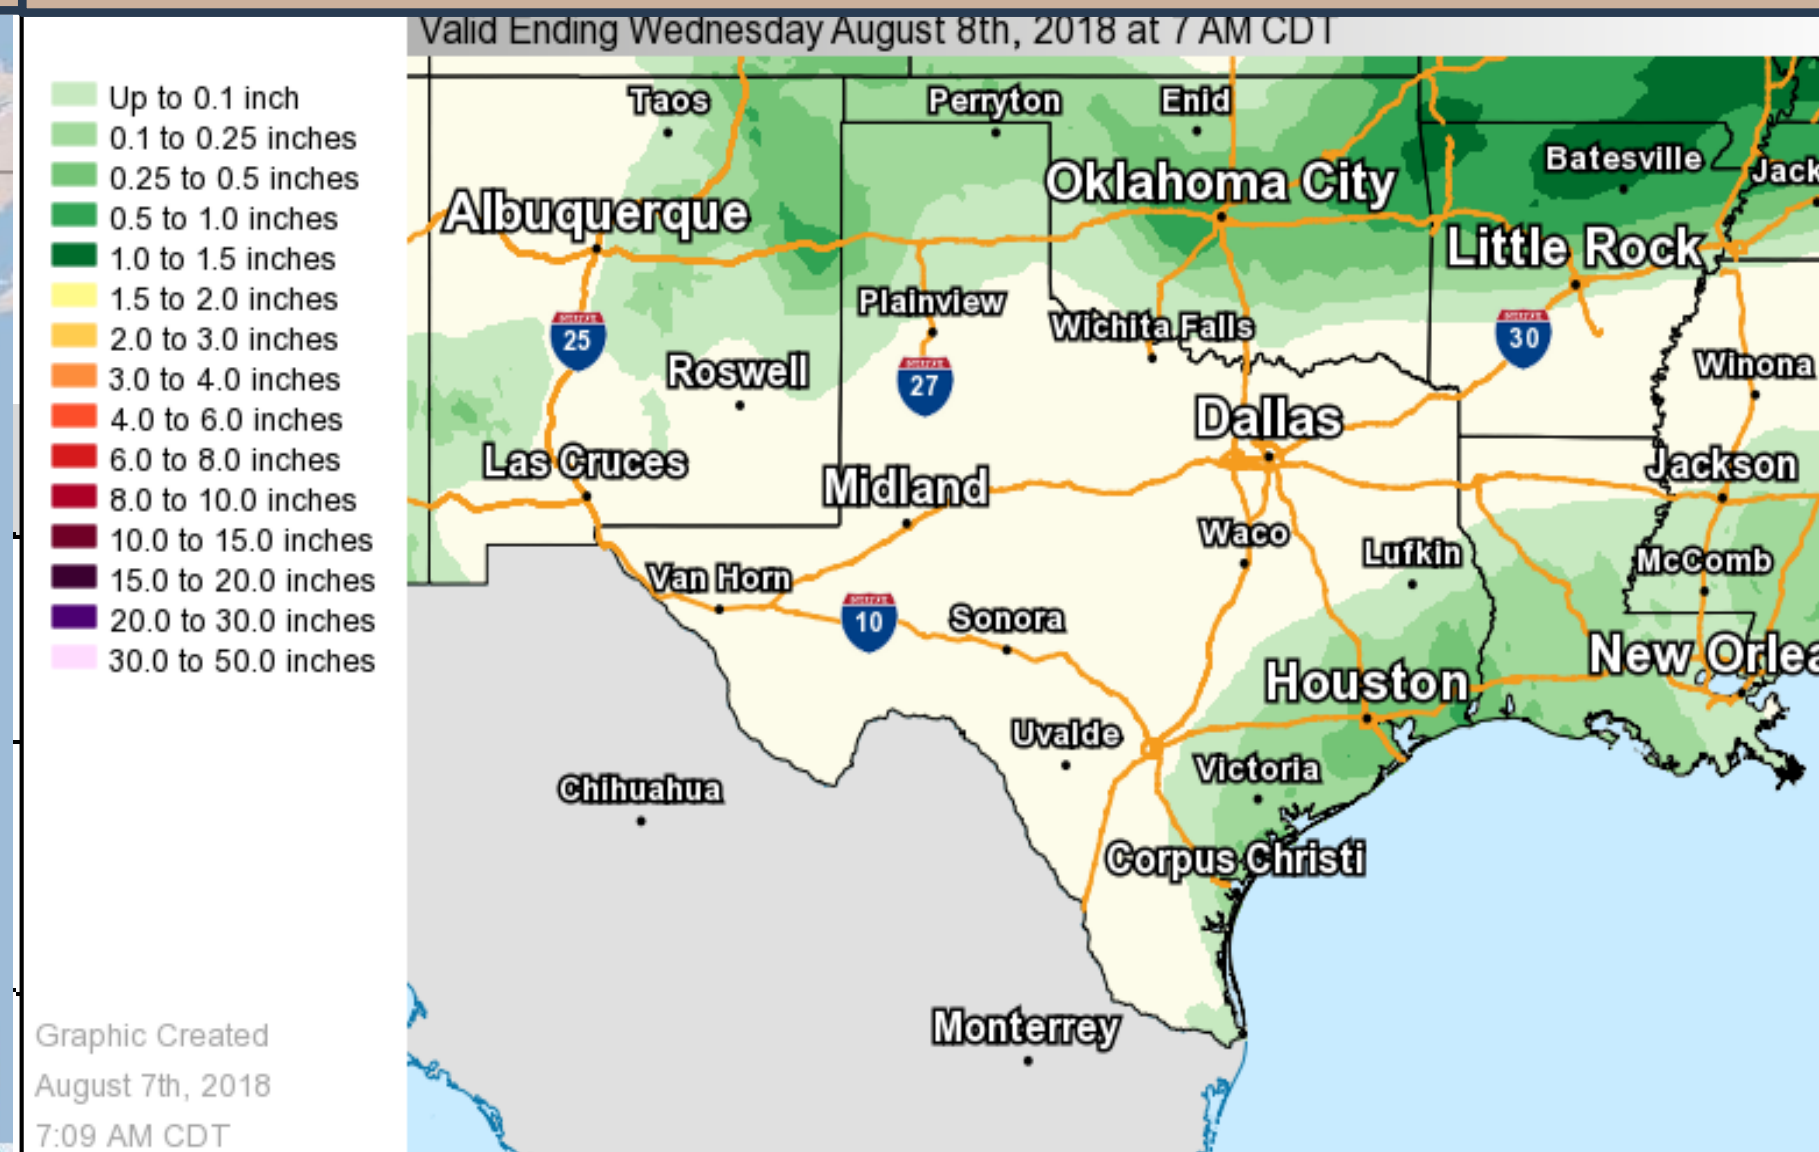 Valid Ending Wednesday August 8th, 2018 at 7 AM CDT
Up to 0.1 inch
0.1 to 0.25 inches
0.25 to 0.5 inches
0.5 to 1.0 inches
1.0 to 1.5 inches
1.5 to 2.0 inches
2.0 to 3.0 inches
3.0 to 4.0 inches
4.0 to 6.0 inches
6.0 to 8.0 inches
8.0 to 10.0 inches
10.0 to 15.0 inches
15.0 to 20.0 inches
20.0 to 30.0 inches
30.0 to 50.0 inches
Graphic Created
August 7th, 2018
7:09 AM CDT
Taos
Perryton
Enid
Batesville
Jack
Oklahoma City
Albuquerque
Little Rock
Plainview
Wichita Falls
25
30
Roswell
27
Winona
Dallas
Las Cruces
Midland
Jackson
Waco
Lufkin
McComb
Van Horn
10
Sonora
New Orlea
Houston
Uvalde
Victoria
Chihuahua
Corpus Christi
Monterrey